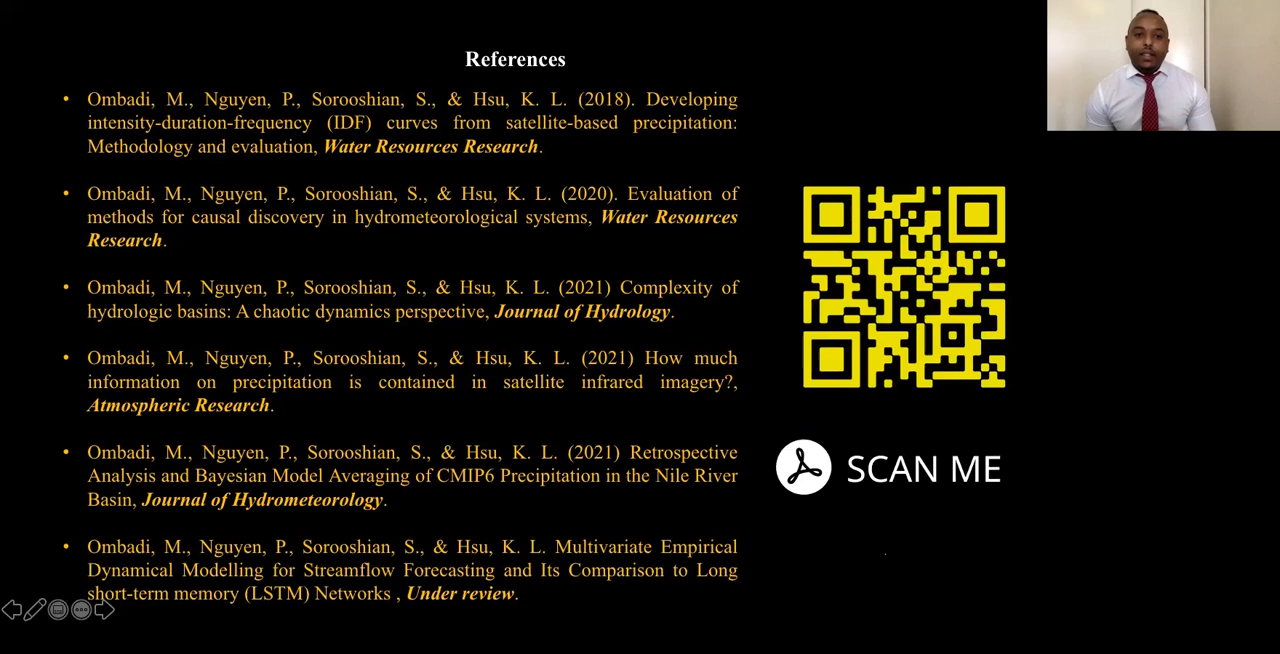 References
• Ombadi, M., Nguyen, P., Sorooshian, S., & Hsu, K. L. (2018). Developing
intensity-duration-frequency (IDF) curves from satellite-based precipitation:
Methodology and evaluation, Water Resources Research.
• Ombadi, M., Nguyen, P., Sorooshian, S., & Hsu, K. L. (2020). Evaluation of
methods for causal discovery in hydrometeorological systems, Water Resources
Research.
• Ombadi, M., Nguyen, P., Sorooshian, S., & Hsu, K. L. (2021) Complexity of
hydrologic basins: A chaotic dynamics perspective, Journal of Hydrology.
• Ombadi, M., Nguyen, P., Sorooshian, S., & Hsu, K. L. (2021) How much
information on precipitation is contained in satellite infrared imagery?,
Atmospheric Research.
• Ombadi, M., Nguyen, P., Sorooshian, S., & Hsu, K. L. (2021) Retrospective
Analysis and Bayesian Model Averaging of CMIP6 Precipitation in the Nile River
Basin, Journal of Hydrometeorology.
• Ombadi, M., Nguyen, P., Sorooshian, S., & Hsu, K. L. Multivariate Empirical
Dynamical Modelling for Streamflow Forecasting and Its Comparison to Long
short-term memory (LSTM) Networks , Under review.
SCAN ME